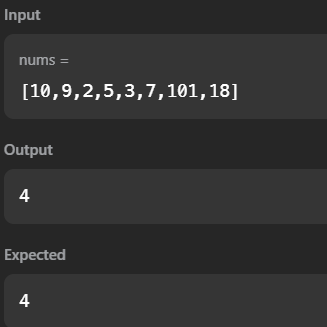 Input
nums =
[10,9,2,5,3,7,101,18]
Output
4
Expected
4